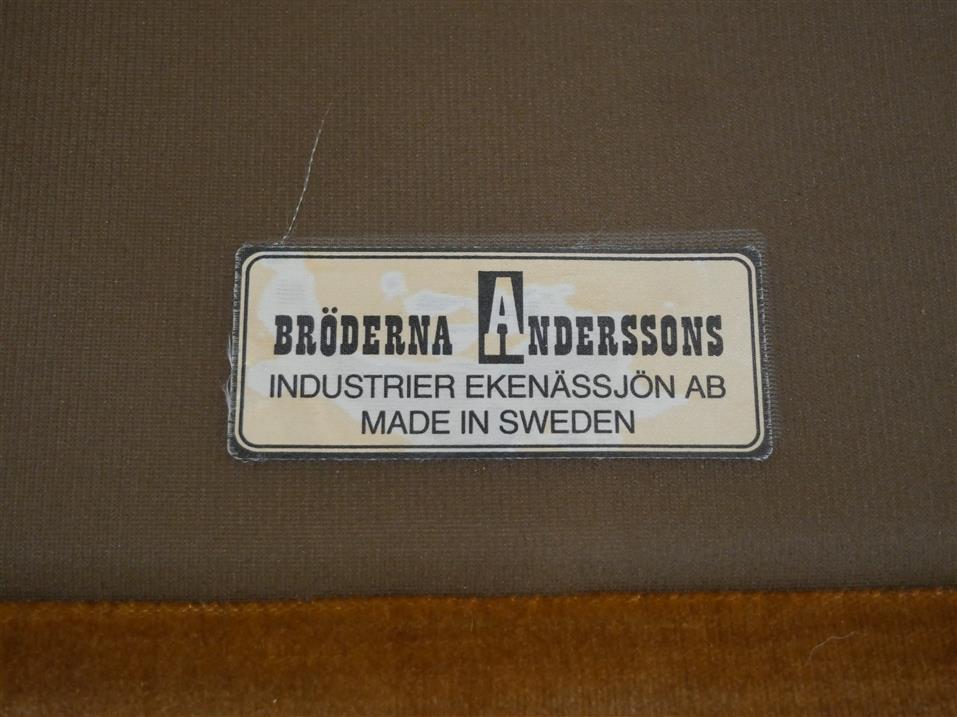 BRÖDERNA ANDERSSONS
INDUSTRIER EKENÄSSJÖN AB
MADE IN SWEDEN